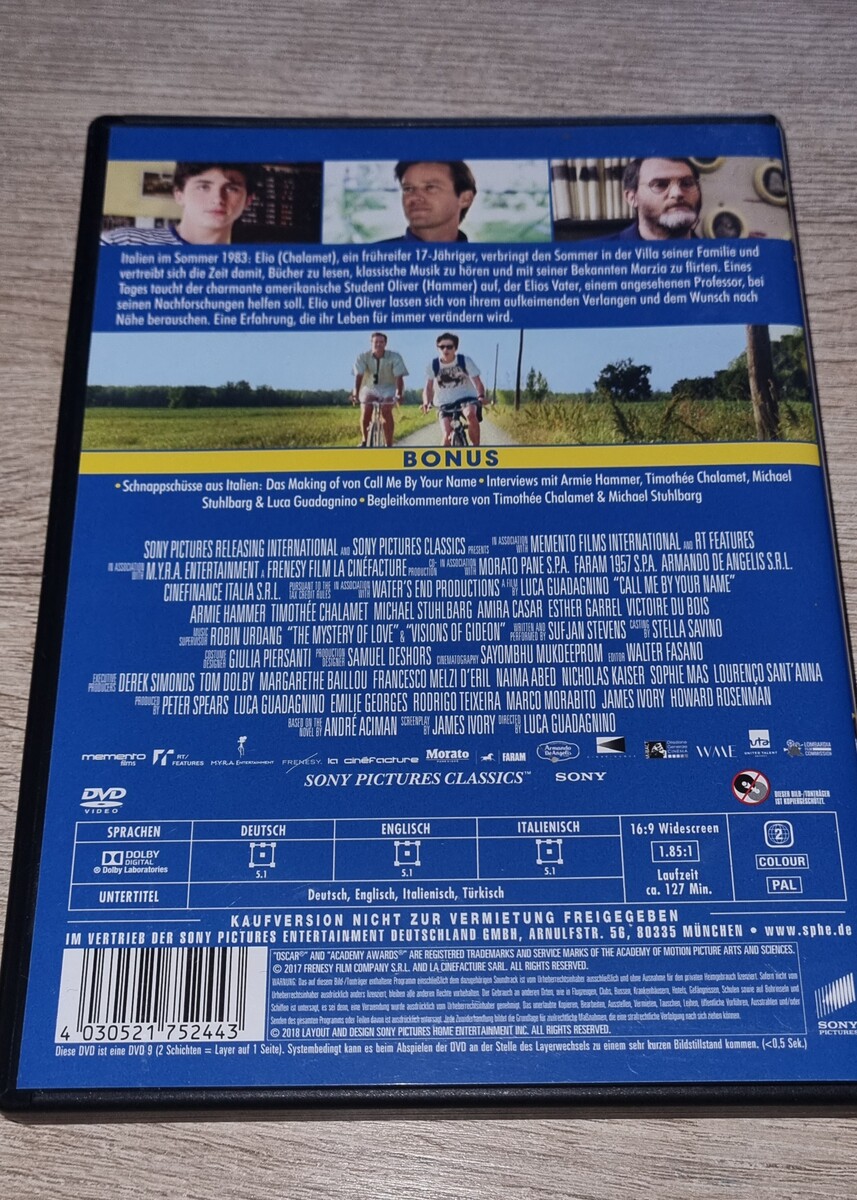 Italien im Sommer 1983: Elio (Chalamet), ein frühreifer 17-Jähriger, verbringt den Sommer in der Villa seiner Familie und
vertreibt sich die Zeit damit, Bücher zu lesen, klassische Musik zu hören und mit seiner Bekannten Marzia zu flirten. Eines
Tages taucht der charmante amerikanische Student Oliver (Hammer) auf, der Elios Vater, einem angesehenen Professor, bei
seinen Nachforschungen helfen soll. Elio und Oliver lassen sich von ihrem aufkeimenden Verlangen und dem Wunsch nach
Nähe berauschen. Eine Erfahrung, die ihr Leben für immer verändern wird.
BONUS
• Schnappschüsse aus Italien: Das Making of von Call Me By Your Name • Interviews mit Armie Hammer, Timothée Chalamet, Michael
Stuhlbarg & Luca Guadagnino • Begleitkommentare von Timothée Chalamet & Michael Stuhlbarg
SONY PICTURES RELEASING INTERNATIONAL AND SONY PICTURES CLASSICS PRESENTS IN ASSOCIATION WITH MEMENTO FILMS INTERNATIONAL AND RT FEATURES
IN ASSOCIATION WITH M.Y.R.A. ENTERTAINMENT A FRENESY FILM LA CINÉFACTURE CO-PRODUCTION IN ASSOCIATION WITH MORATO PANE S.P.A. FARAM 1957 S.P.A. ARMANDO DE ANGELIS S.R.L.
CINEFINANCE ITALIA S.R.L. PURSUANT TO THE TAX CREDIT RULES IN ASSOCIATION WITH WATER'S END PRODUCTIONS A FILM BY LUCA GUADAGNINO "CALL ME BY YOUR NAME"
ARMIE HAMMER TIMOTHÉE CHALAMET MICHAEL STUHLBARG AMIRA CASAR ESTHER GARREL VICTOIRE DU BOIS
MUSIC SUPERVISOR ROBIN URDANG "THE MYSTERY OF LOVE" & "VISIONS OF GIDEON" WRITTEN AND PERFORMED BY SUFJAN STEVENS CASTING BY STELLA SAVINO
COSTUME DESIGNER GIULIA PIERSANTI PRODUCTION DESIGNER SAMUEL DESHORS CINEMATOGRAPHY SAYOMBHU MUKDEEPROM EDITOR WALTER FASANO
EXECUTIVE PRODUCERS DEREK SIMONDS TOM DOLBY MARGARETHE BAILLOU FRANCESCO MELZI D'ERIL NAIMA ABED NICHOLAS KAISER SOPHIE MAS LOURENÇO SANT'ANNA
PRODUCED BY PETER SPEARS LUCA GUADAGNINO EMILIE GEORGES RODRIGO TEIXEIRA MARCO MORABITO JAMES IVORY HOWARD ROSENMAN
BASED ON THE NOVEL BY ANDRÉ ACIMAN SCREENPLAY BY JAMES IVORY DIRECTED BY LUCA GUADAGNINO
memento films RT/FEATURES M.Y.R.A. ENTERTAINMENT FRENESY la cinéfacture Morato FARAM Armando De Angelis WME uta UNITED TALENT LOMBARDIA FILM COMMISSION
SONY PICTURES CLASSICS™ SONY
DVD VIDEO
DIESER BILD-/TONTRÄGER IST KOPIERGESCHÜTZT.
SPRACHEN DEUTSCH ENGLISCH ITALIENISCH 16:9 Widescreen 2
DOLBY DIGITAL
© Dolby Laboratories
5.1 5.1 5.1
1.85:1
COLOUR
Laufzeit
ca. 127 Min.
PAL
UNTERTITEL Deutsch, Englisch, Italienisch, Türkisch
KAUFVERSION NICHT ZUR VERMIETUNG FREIGEGEBEN
IM VERTRIEB DER SONY PICTURES ENTERTAINMENT DEUTSCHLAND GMBH, ARNULFSTR. 56, 80335 MÜNCHEN • www.sphe.de
"OSCAR®" AND "ACADEMY AWARDS®" ARE REGISTERED TRADEMARKS AND SERVICE MARKS OF THE ACADEMY OF MOTION PICTURE ARTS AND SCIENCES.
© 2017 FRENESY FILM COMPANY S.R.L. AND LA CINEFACTURE SARL. ALL RIGHTS RESERVED.
WARNUNG: Das auf diesem Bild-/Tonträger enthaltene Programm
© 2018 LAYOUT AND DESIGN SONY PICTURES HOME ENTERTAINMENT INC. ALL RIGHTS RESERVED.
4 030521 752443
SONY PICTURES
Diese DVD ist eine DVD 9 (2 Schichten = Layer auf 1 Seite). Systembedingt kann es beim Abspielen der DVD an der Stelle des Layerwechsels zu einem sehr kurzen Bildstillstand kommen. (<0,5 Sek.)